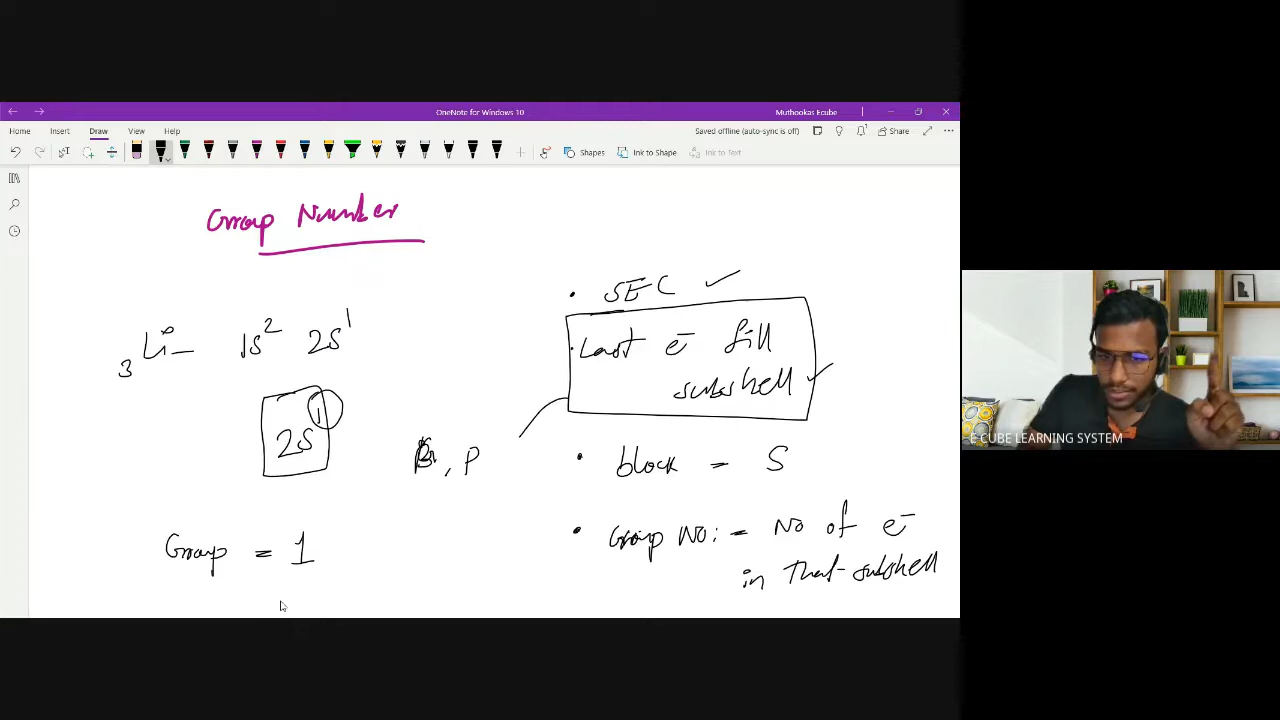 OneNote for Windows 10
Muthookas Ecube
Home Insert Draw View Help
Saved offline (auto-sync is off)
Share
Shapes
Ink to Shape
Ink to Text
Group Number
• SEC ✓
3Li - 1s² 2s¹
• Last e⁻ fill
subshell ✓
2s¹
, P
• block = S
Group = 1
• Group No: = No of e⁻
in that subshell
E CUBE LEARNING SYSTEM